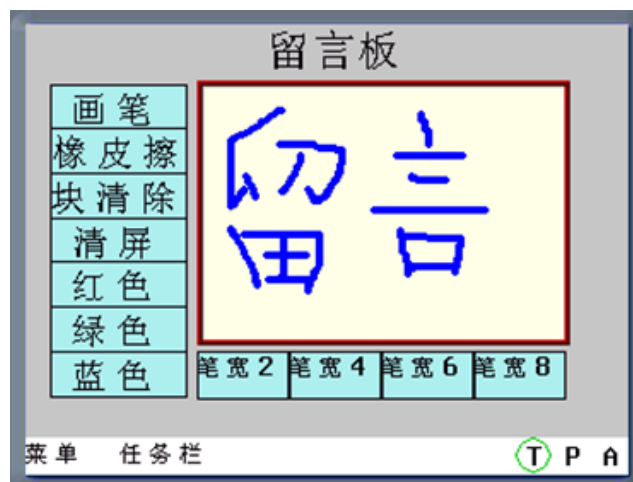 留言板
画笔
橡皮擦
块清除
清屏
红色
绿色
蓝色
留言
笔宽2 笔宽4 笔宽6 笔宽8
菜单 任务栏 T P A